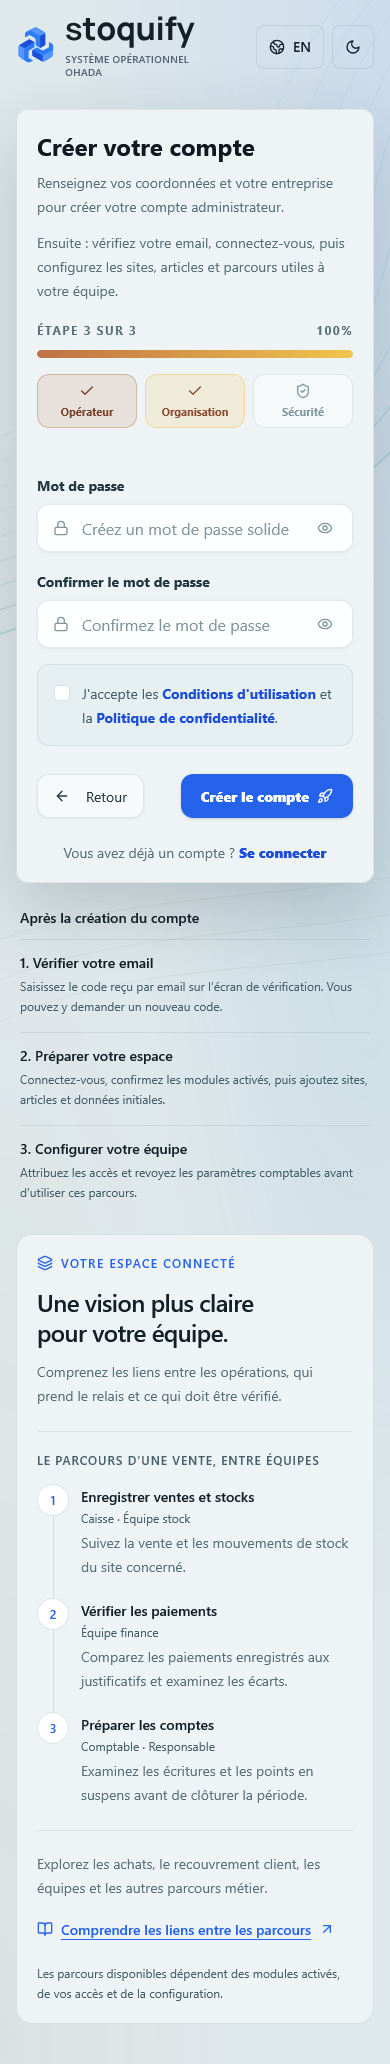 stoquify
SYSTÈME OPÉRATIONNEL
OHADA
EN
Créer votre compte
Renseignez vos coordonnées et votre entreprise
pour créer votre compte administrateur.
Ensuite : vérifiez votre email, connectez-vous, puis
configurez les sites, articles et parcours utiles à
votre équipe.
ÉTAPE 3 SUR 3 100%
Opérateur Organisation Sécurité
Mot de passe
Créez un mot de passe solide
Confirmer le mot de passe
Confirmez le mot de passe
J'accepte les Conditions d'utilisation et
la Politique de confidentialité.
Retour Créer le compte
Vous avez déjà un compte ? Se connecter
Après la création du compte
1. Vérifier votre email
Saisissez le code reçu par email sur l'écran de vérification. Vous
pouvez y demander un nouveau code.
2. Préparer votre espace
Connectez-vous, confirmez les modules activés, puis ajoutez sites,
articles et données initiales.
3. Configurer votre équipe
Attribuez les accès et revoyez les paramètres comptables avant
d'utiliser ces parcours.
VOTRE ESPACE CONNECTÉ
Une vision plus claire
pour votre équipe.
Comprenez les liens entre les opérations, qui
prend le relais et ce qui doit être vérifié.
LE PARCOURS D'UNE VENTE, ENTRE ÉQUIPES
1 Enregistrer ventes et stocks
Caisse · Équipe stock
Suivez la vente et les mouvements de stock
du site concerné.
2 Vérifier les paiements
Équipe finance
Comparez les paiements enregistrés aux
justificatifs et examinez les écarts.
3 Préparer les comptes
Comptable · Responsable
Examinez les écritures et les points en
suspens avant de clôturer la période.
Explorez les achats, le recouvrement client, les
équipes et les autres parcours métier.
Comprendre les liens entre les parcours
Les parcours disponibles dépendent des modules activés,
de vos accès et de la configuration.